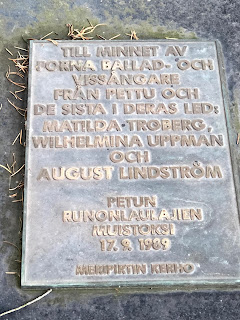 TILL MINNET AV
FORNA BALLAD- OCH
VISSÅNGARE
FRÅN PETTU OCH
DE SISTA I DERAS LED:
MATILDA TROBERG,
WILHELMINA UPPMAN
OCH
AUGUST LINDSTRÖM
PETUN
RUNONLAULAJIEN
MUISTOKSI
17.9. 1989
MERIPIKTIN KERHO